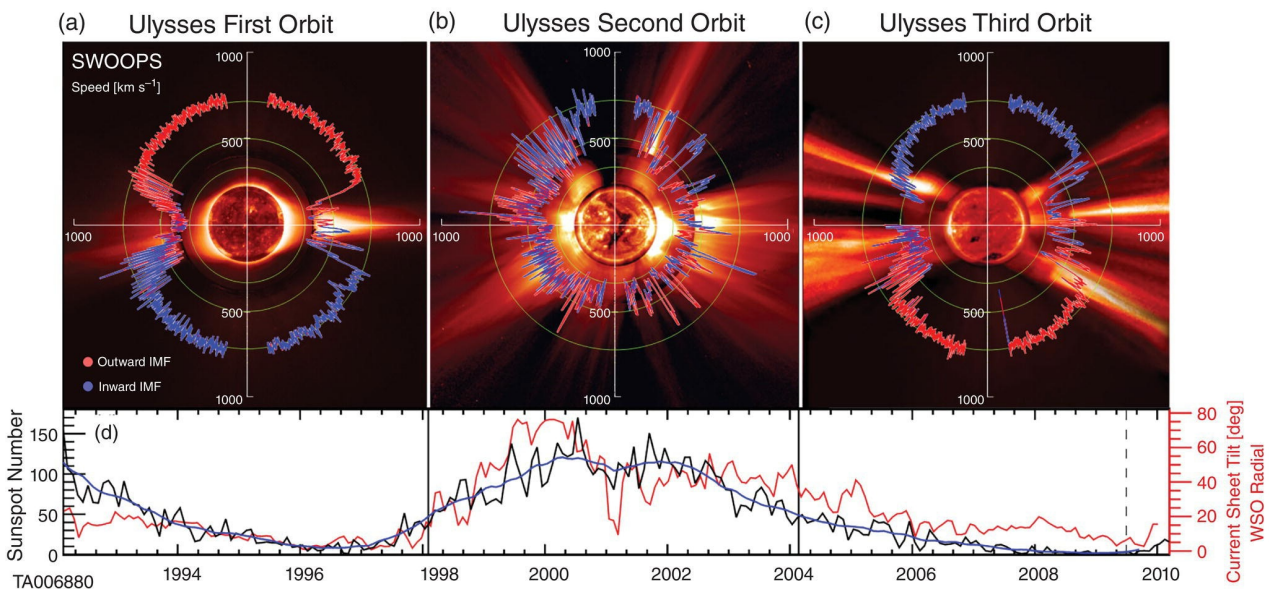 (a) Ulysses First Orbit
(b) Ulysses Second Orbit
(c) Ulysses Third Orbit
SWOOPS
Speed [km s⁻¹]
1000
500
1000
1000
500
1000
Outward IMF
Inward IMF
1000
500
1000
1000
500
1000
1000
500
1000
1000
500
1000
(d)
Sunspot Number
150
100
50
0
80
60
40
20
0
Current Sheet Tilt [deg]
WSO Radial
1994 1996 1998 2000 2002 2004 2006 2008 2010
TA006880